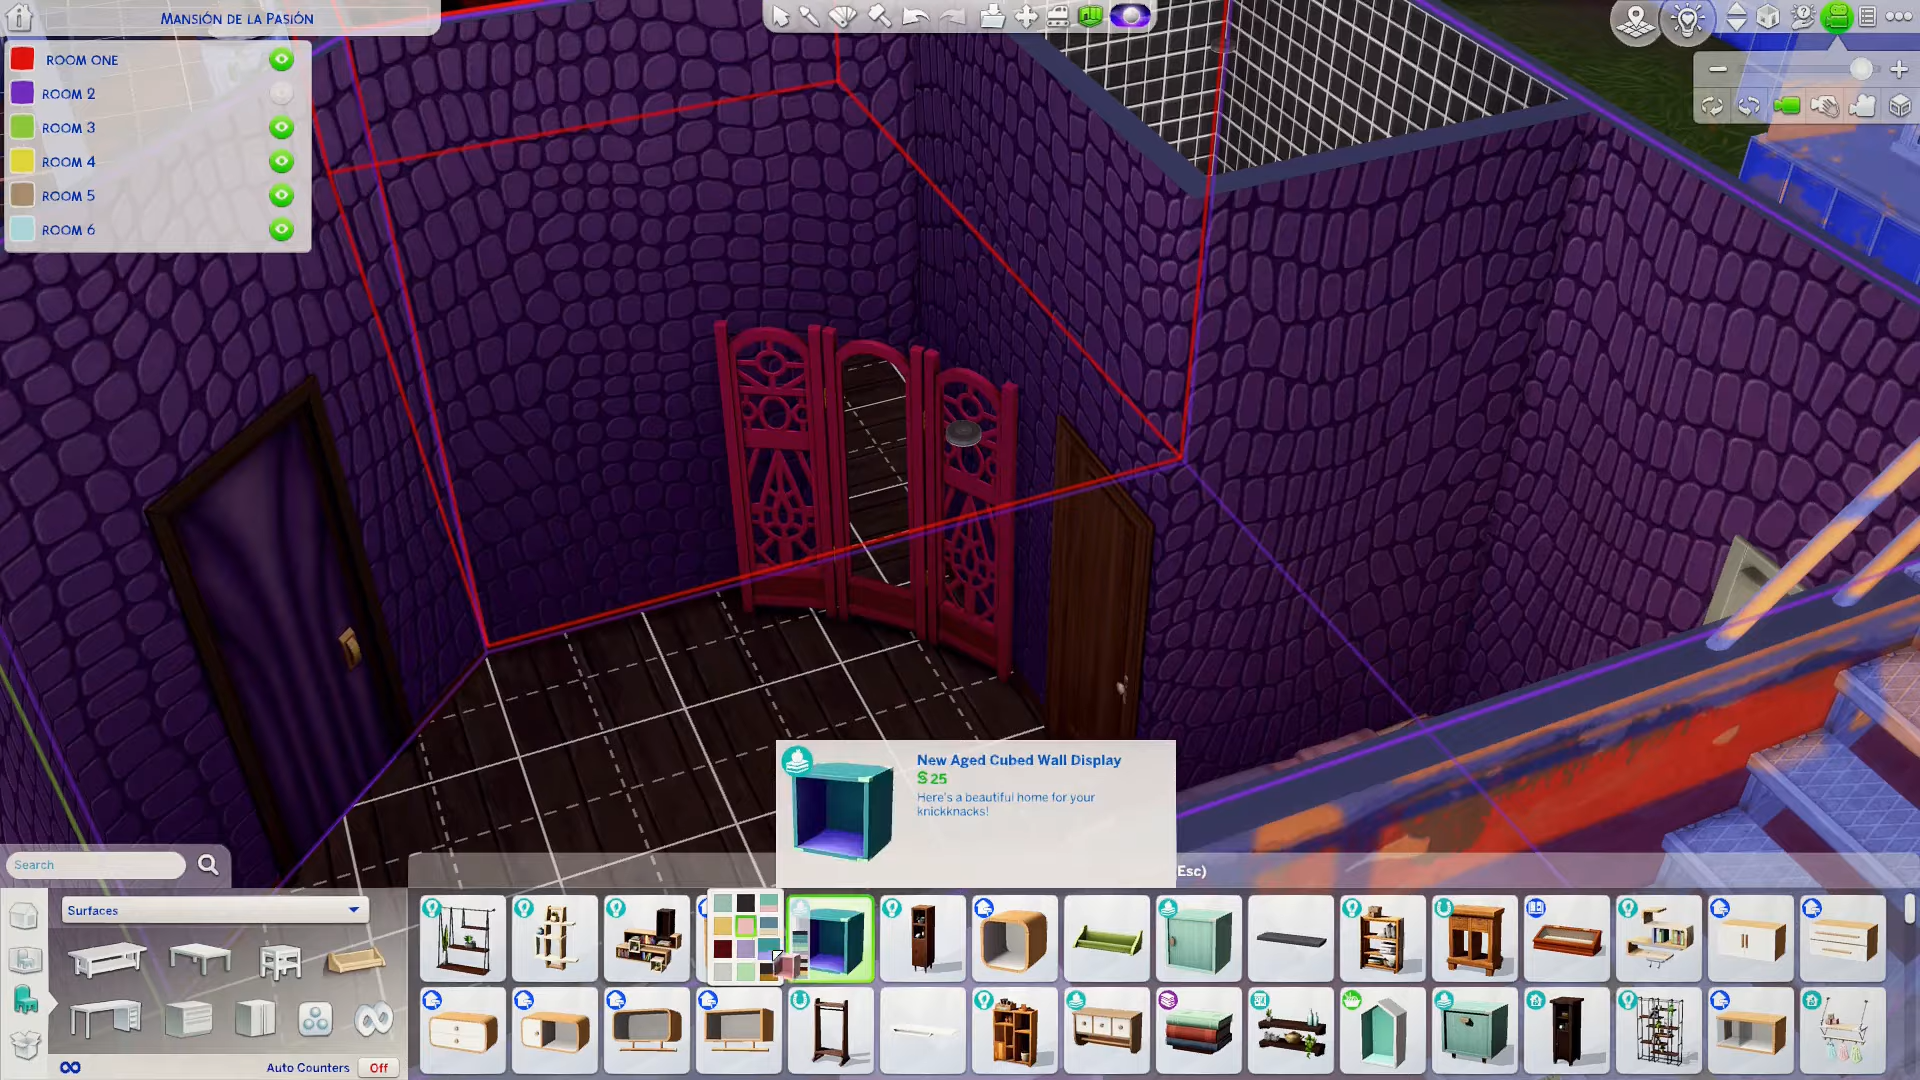 Mansión de la Pasión
Room One
Room 2
Room 3
Room 4
Room 5
Room 6
New Aged Cubed Wall Display
§25
Here's a beautiful home for your
knickknacks!
Esc)
Search
Surfaces
Auto Counters Off